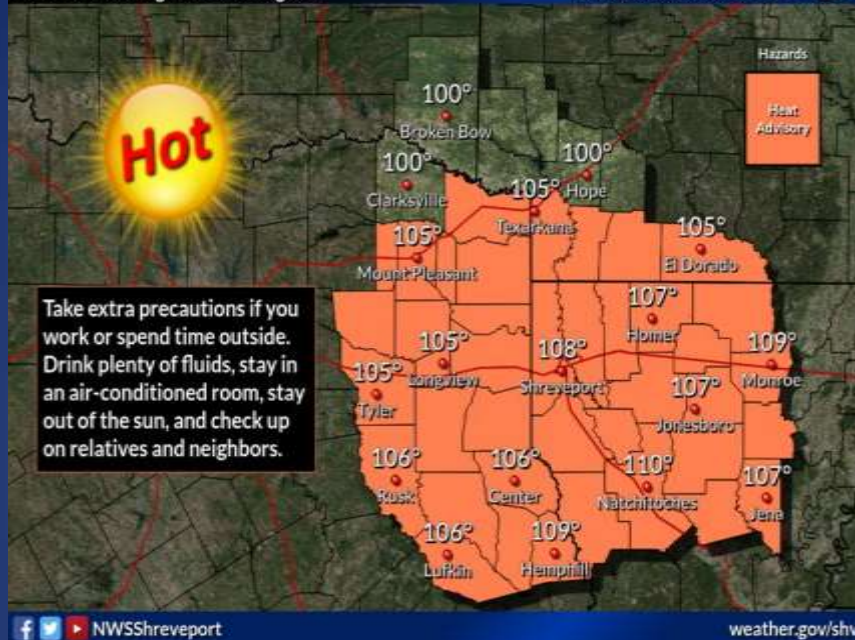 Hazards
Heat
Advisory
Hot
100°
Broken Bow
100°
Clarksville
100°
Hope
105°
Texarkana
105°
Mount Pleasant
105°
El Dorado
107°
Homer
105°
Longview
108°
Shreveport
109°
Monroe
105°
Tyler
107°
Jonesboro
106°
Rusk
106°
Center
110°
Natchitoches
107°
Jena
106°
Lufkin
109°
Hemphill
Take extra precautions if you
work or spend time outside.
Drink plenty of fluids, stay in
an air-conditioned room, stay
out of the sun, and check up
on relatives and neighbors.
NWSShreveport
weather.gov/shv